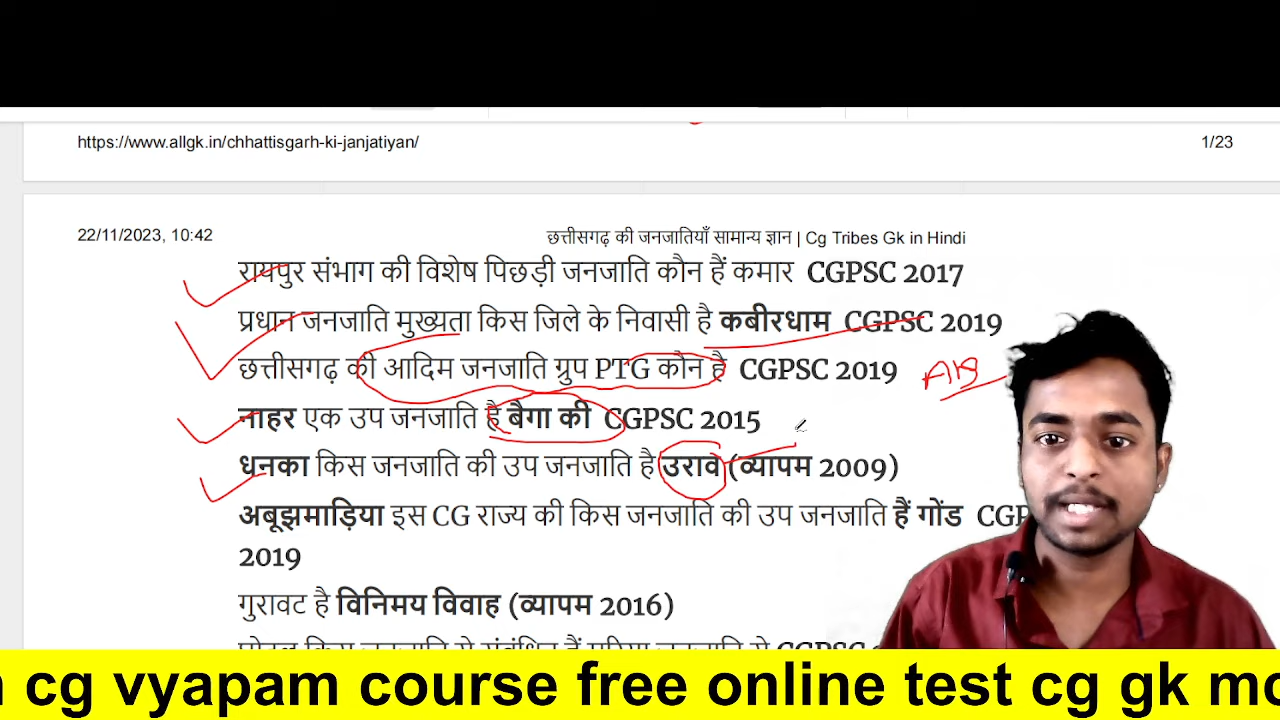 https://www.allgk.in/chhattisgarh-ki-janjatiyan/ 1/23
22/11/2023, 10:42 छत्तीसगढ़ की जनजातियाँ सामान्य ज्ञान | Cg Tribes Gk in Hindi
रायपुर संभाग की विशेष पिछड़ी जनजाति कौन हैं कमार CGPSC 2017
प्रधान जनजाति मुख्यता किस जिले के निवासी है कबीरधाम CGPSC 2019
छत्तीसगढ़ की आदिम जनजाति ग्रुप PTG कौन है CGPSC 2019
नाहर एक उप जनजाति है बैगा की CGPSC 2015
धनका किस जनजाति की उप जनजाति है उराव (व्यापम 2009)
अबूझमाड़िया इस CG राज्य की किस जनजाति की उप जनजाति हैं गोंड CGP
2019
गुरावट है विनिमय विवाह (व्यापम 2016)
cg vyapam course free online test cg gk mo